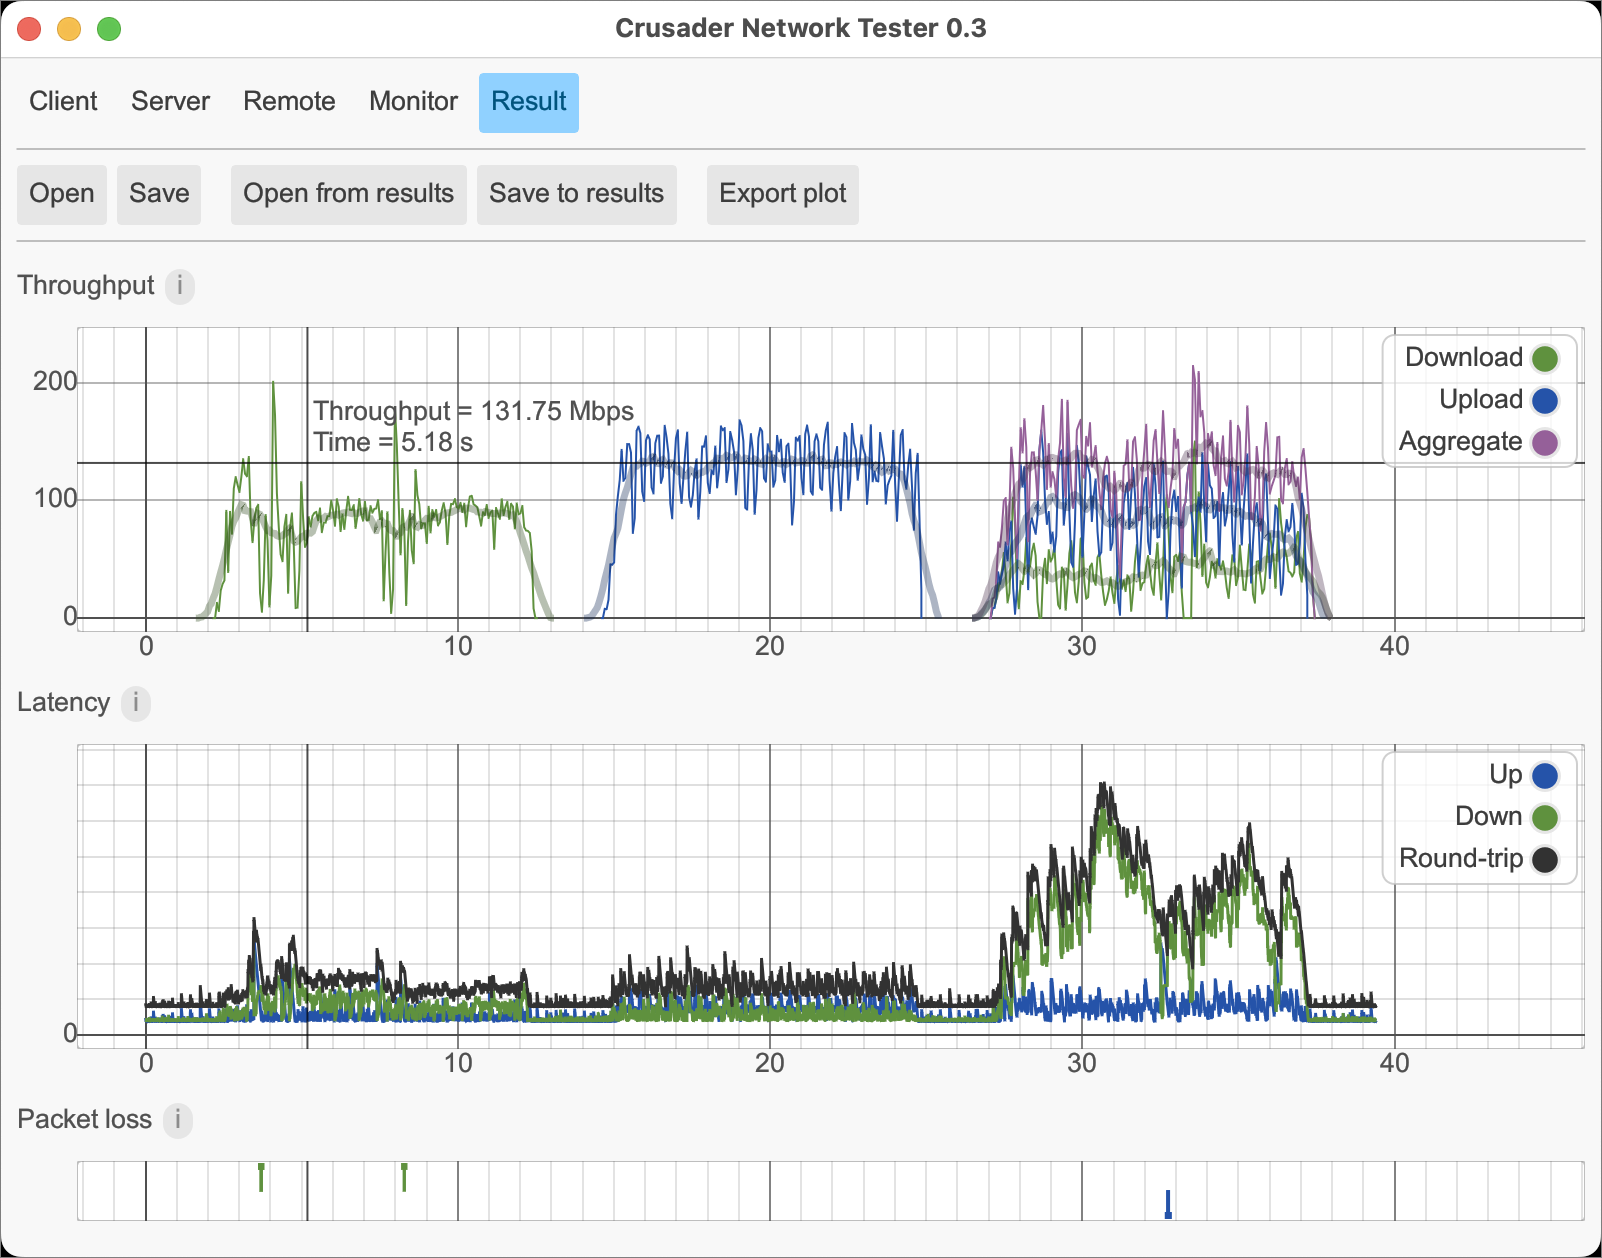 Crusader Network Tester 0.3
Client Server Remote Monitor Result
Open Save Open from results Save to results Export plot
Throughput i
200
100
0
Throughput = 131.75 Mbps
Time = 5.18 s
Download
Upload
Aggregate
0 10 20 30 40
Latency i
Up
Down
Round-trip
0
0 10 20 30 40
Packet loss i